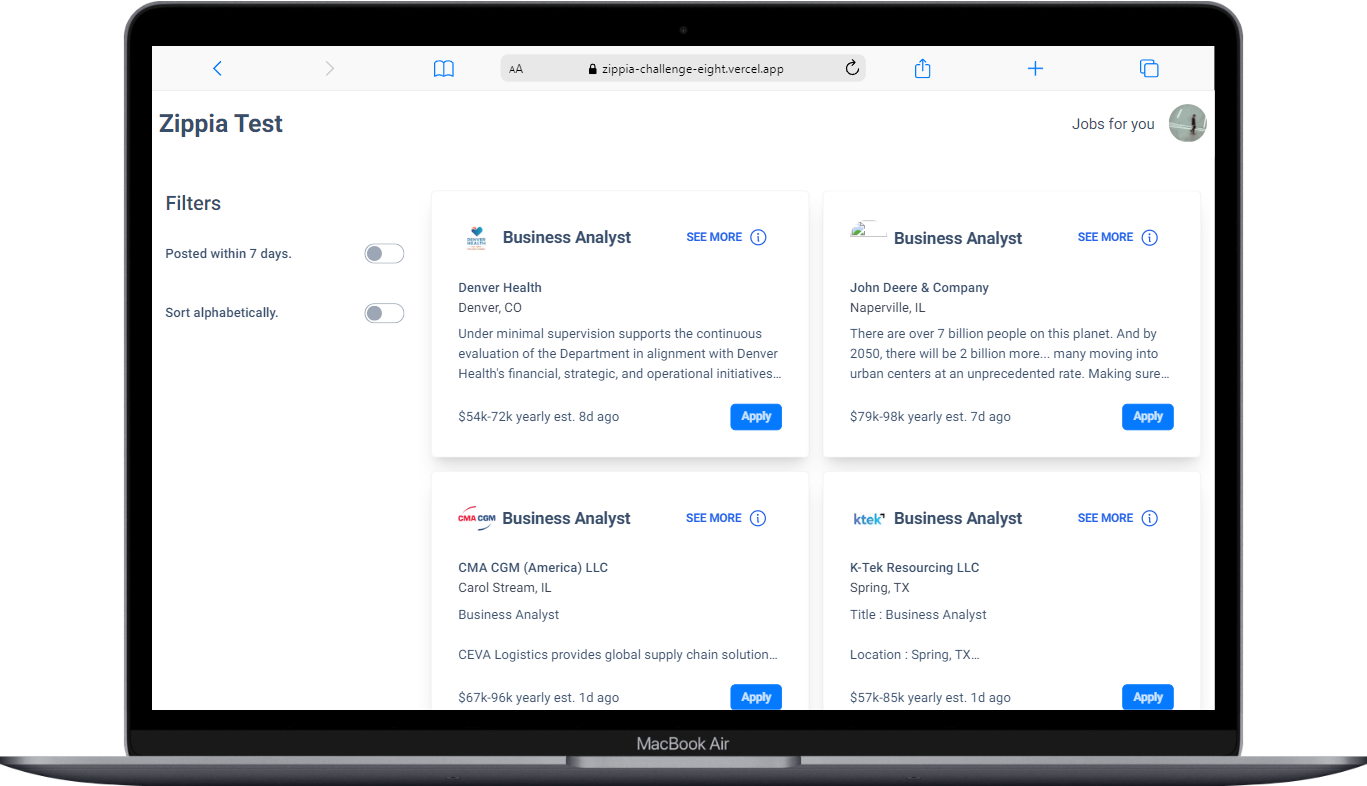 AA zippia-challenge-eight.vercel.app
Zippia Test
Jobs for you
Filters
Posted within 7 days.
Sort alphabetically.
DENVER
HEALTH
Business Analyst
SEE MORE
Denver Health
Denver, CO
Under minimal supervision supports the continuous
evaluation of the Department in alignment with Denver
Health's financial, strategic, and operational initiatives...
$54k-72k yearly est. 8d ago
Apply
Business Analyst
SEE MORE
John Deere & Company
Naperville, IL
There are over 7 billion people on this planet. And by
2050, there will be 2 billion more... many moving into
urban centers at an unprecedented rate. Making sure...
$79k-98k yearly est. 7d ago
Apply
CMA CGM
Business Analyst
SEE MORE
CMA CGM (America) LLC
Carol Stream, IL
Business Analyst
CEVA Logistics provides global supply chain solution...
$67k-96k yearly est. 1d ago
Apply
ktek
Business Analyst
SEE MORE
K-Tek Resourcing LLC
Spring, TX
Title : Business Analyst
Location : Spring, TX...
$57k-85k yearly est. 1d ago
Apply
MacBook Air